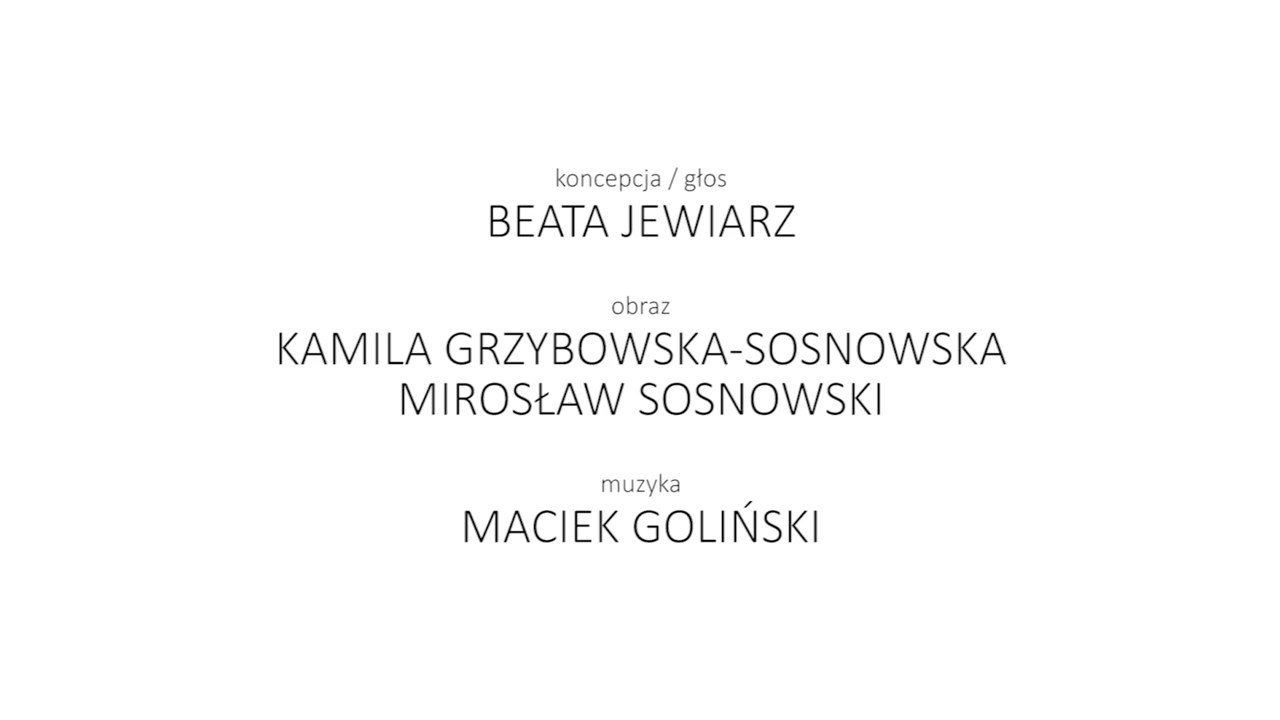 koncepcja / głos
BEATA JEWIARZ
obraz
KAMILA GRZYBOWSKA-SOSNOWSKA
MIROSŁAW SOSNOWSKI
muzyka
MACIEK GOLIŃSKI